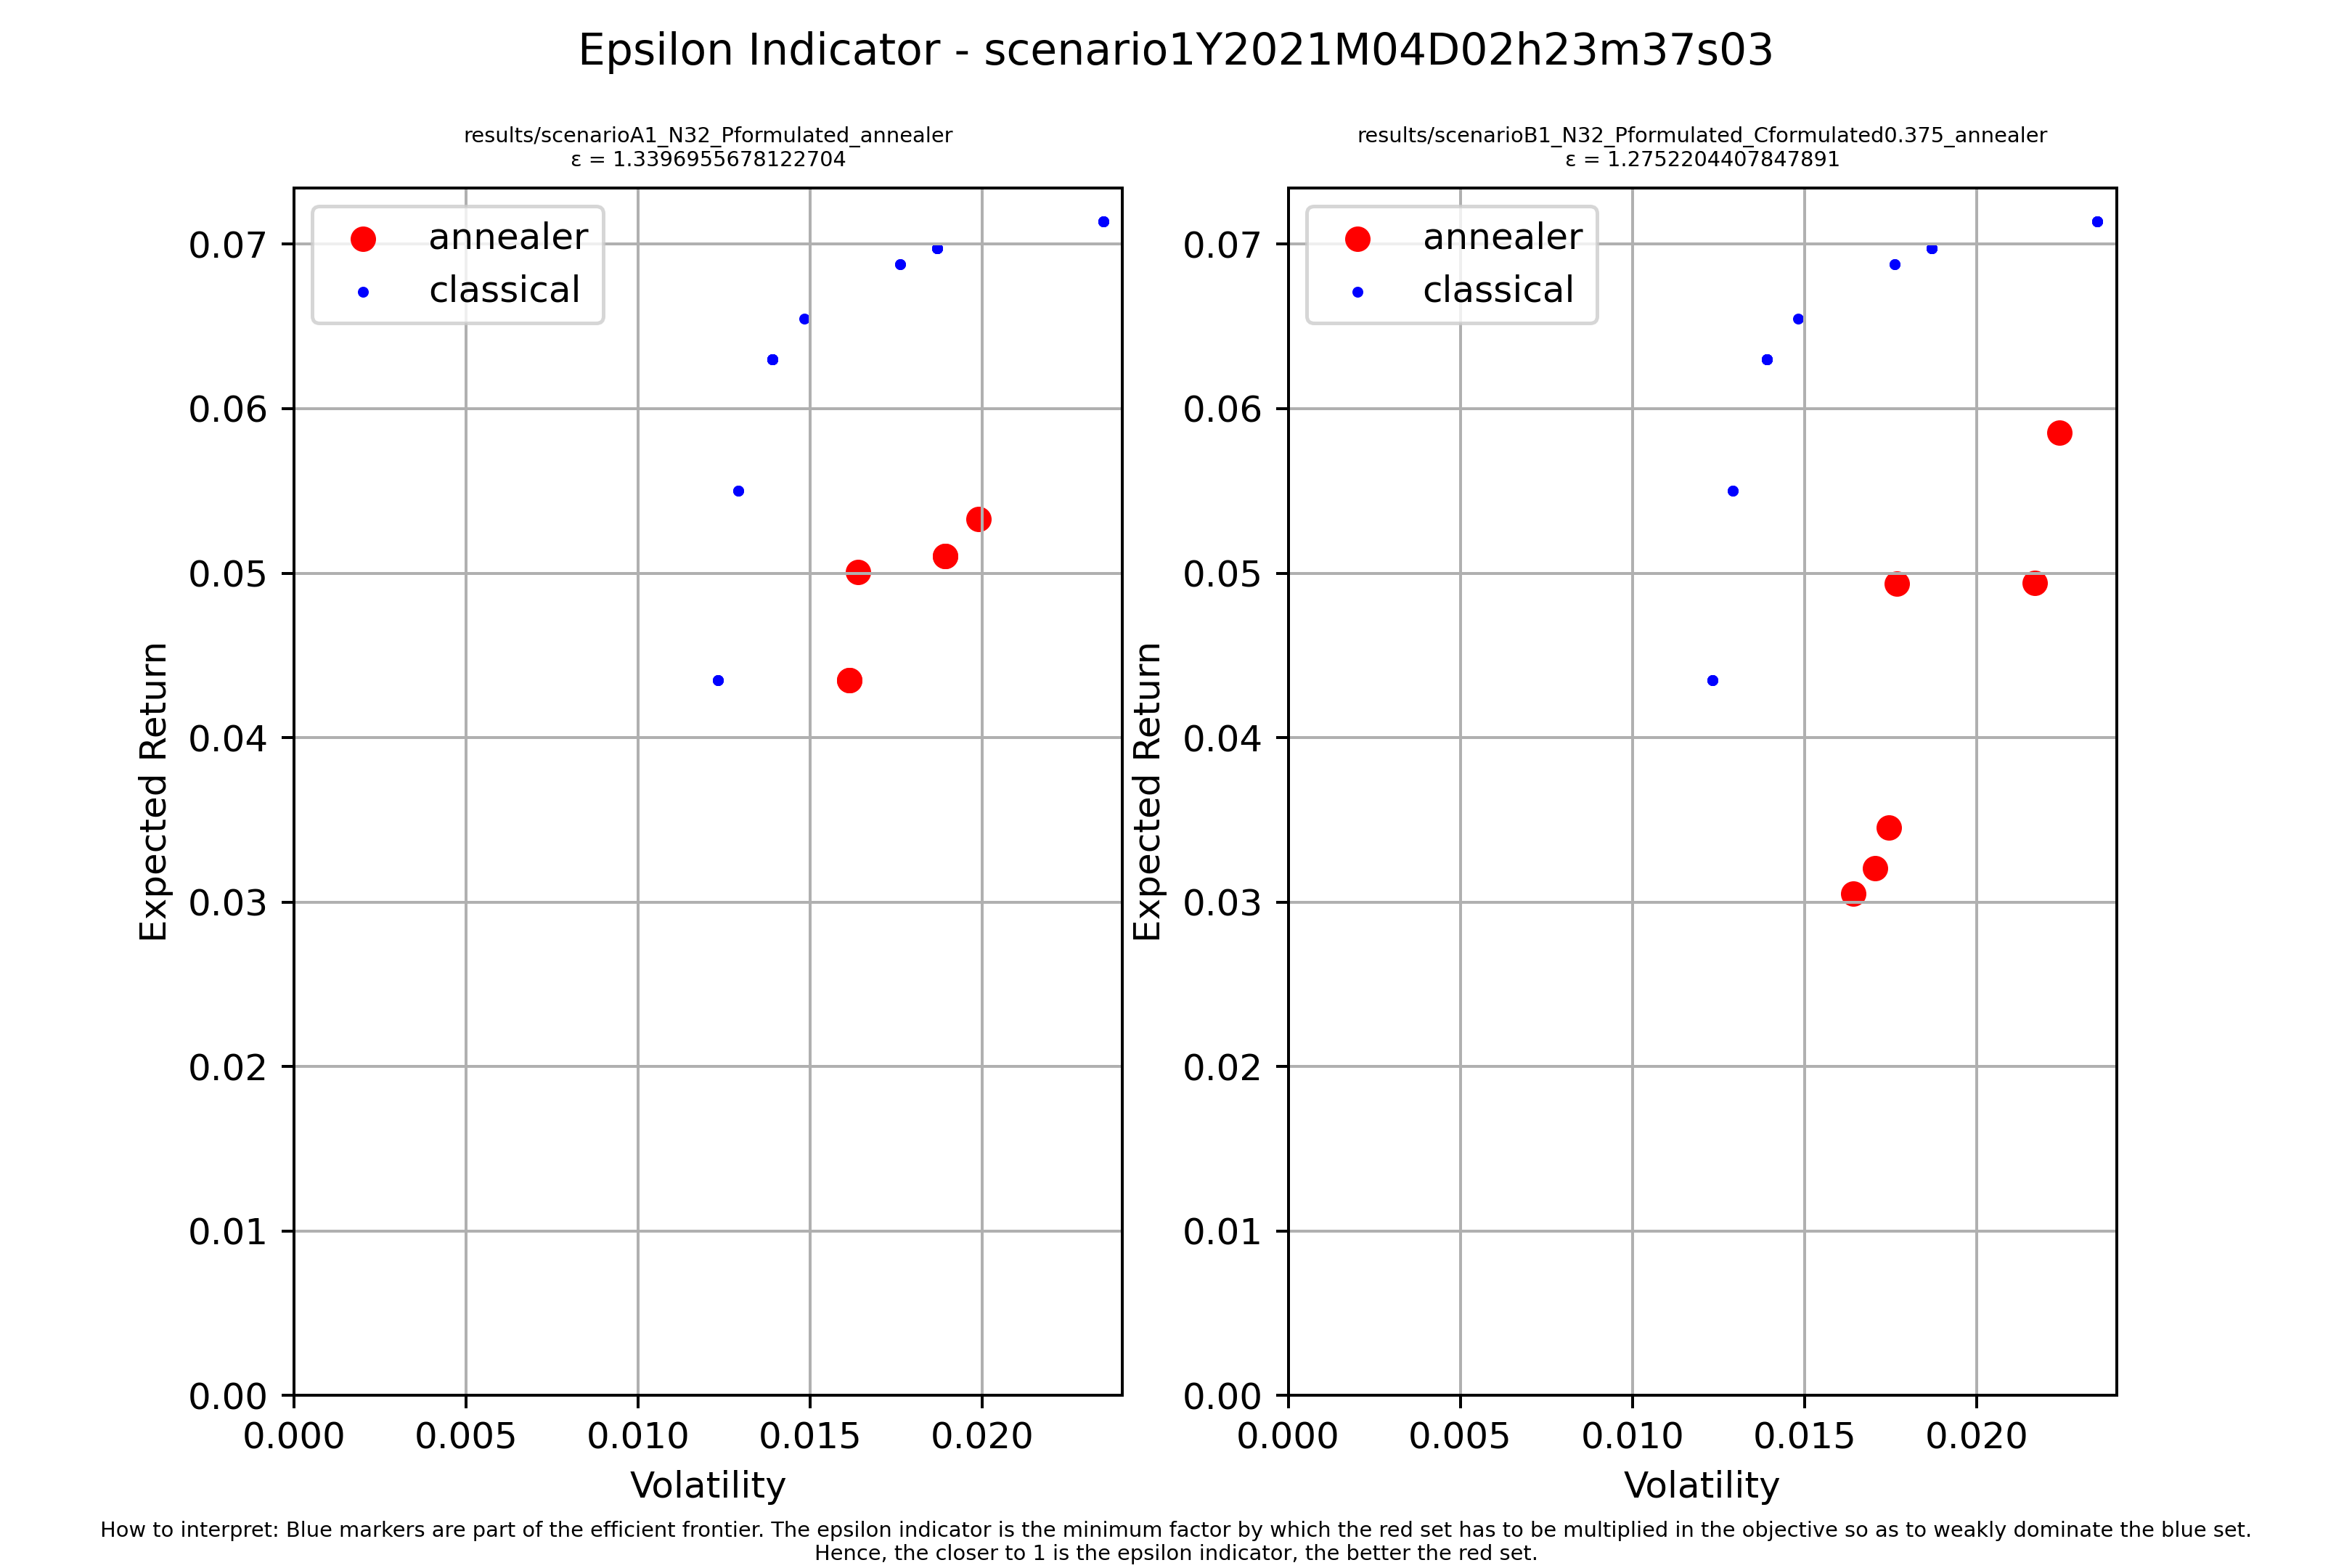 Epsilon Indicator - scenario1Y2021M04D02h23m37s03
results/scenarioA1_N32_Pformulated_annealer
ε = 1.3396955678122704
annealer
classical
0.07
0.06
0.05
0.04
0.03
0.02
0.01
0.00
Expected Return
0.000 0.005 0.010 0.015 0.020
Volatility
results/scenarioB1_N32_Pformulated_Cformulated0.375_annealer
ε = 1.2752204407847891
annealer
classical
0.07
0.06
0.05
0.04
0.03
0.02
0.01
0.00
Expected Return
0.000 0.005 0.010 0.015 0.020
Volatility
How to interpret: Blue markers are part of the efficient frontier. The epsilon indicator is the minimum factor by which the red set has to be multiplied in the objective so as to weakly dominate the blue set.
Hence, the closer to 1 is the epsilon indicator, the better the red set.